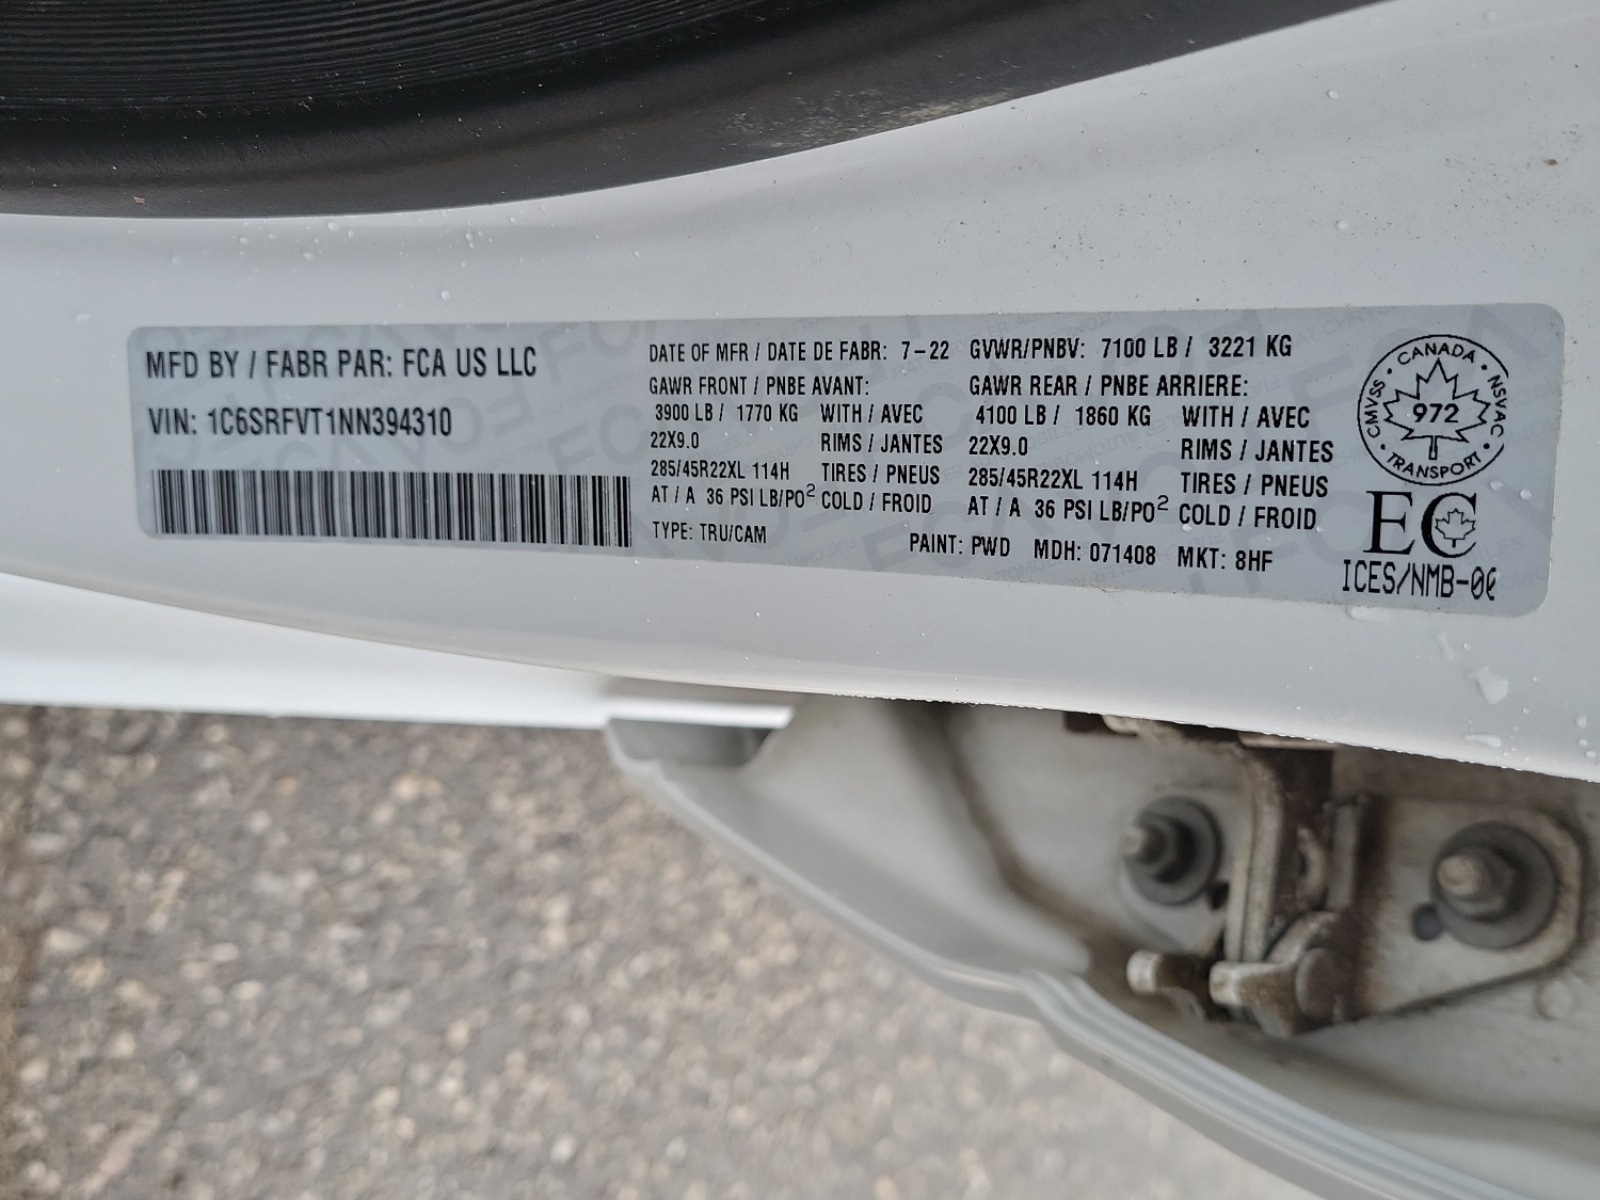 MFD BY / FABR PAR: FCA US LLC
VIN: 1C6SRFVT1NN394310
DATE OF MFR / DATE DE FABR: 7-22 GVWR/PNBV: 7100 LB / 3221 KG
GAWR FRONT / PNBE AVANT: GAWR REAR / PNBE ARRIERE:
3900 LB / 1770 KG WITH / AVEC 4100 LB / 1860 KG WITH / AVEC
22X9.0 RIMS / JANTES 22X9.0 RIMS / JANTES
285/45R22XL 114H TIRES / PNEUS 285/45R22XL 114H TIRES / PNEUS
AT / A 36 PSI LB/PO² COLD / FROID AT / A 36 PSI LB/PO² COLD / FROID
TYPE: TRU/CAM PAINT: PWD MDH: 071408 MKT: 8HF
CANADA
CMVSS • 972 • NSVAC
TRANSPORT
EC
ICES/NMB-